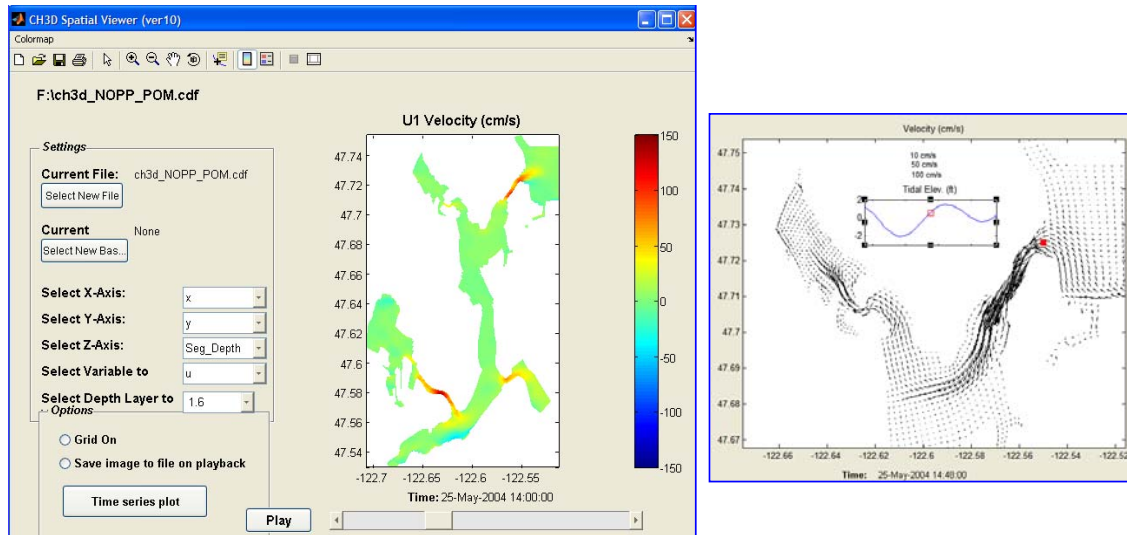 CH3D Spatial Viewer (ver10)
Colormap
F:\ch3d_NOPP_POM.cdf
Settings
Current File: ch3d_NOPP_POM.cdf
Select New File
Current None
Select New Bas...
Select X-Axis: x
Select Y-Axis: y
Select Z-Axis: Seg_Depth
Select Variable to u
Select Depth Layer to 1.6
Options
Grid On
Save image to file on playback
Time series plot
Play
U1 Velocity (cm/s)
47.74
47.72
47.7
47.68
47.66
47.64
47.62
47.6
47.58
47.56
47.54
-122.7 -122.65 -122.6 -122.55
Time: 25-May-2004 14:00:00
150
100
50
0
-50
-100
-150
Velocity (cm/s)
10 cm/s
50 cm/s
100 cm/s
Tidal Elev. (ft)
2
0
-2
47.75
47.74
47.73
47.72
47.71
47.7
47.69
47.68
47.67
-122.66 -122.64 -122.62 -122.6 -122.58 -122.56 -122.54 -122.52
Time: 25-May-2004 14:48:00